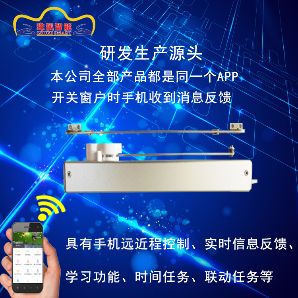 研发生产源头
本公司全部产品都是同一个APP
开关窗户时手机收到消息反馈
具有手机远近程控制、实时信息反馈、
学习功能、时间任务、联动任务等